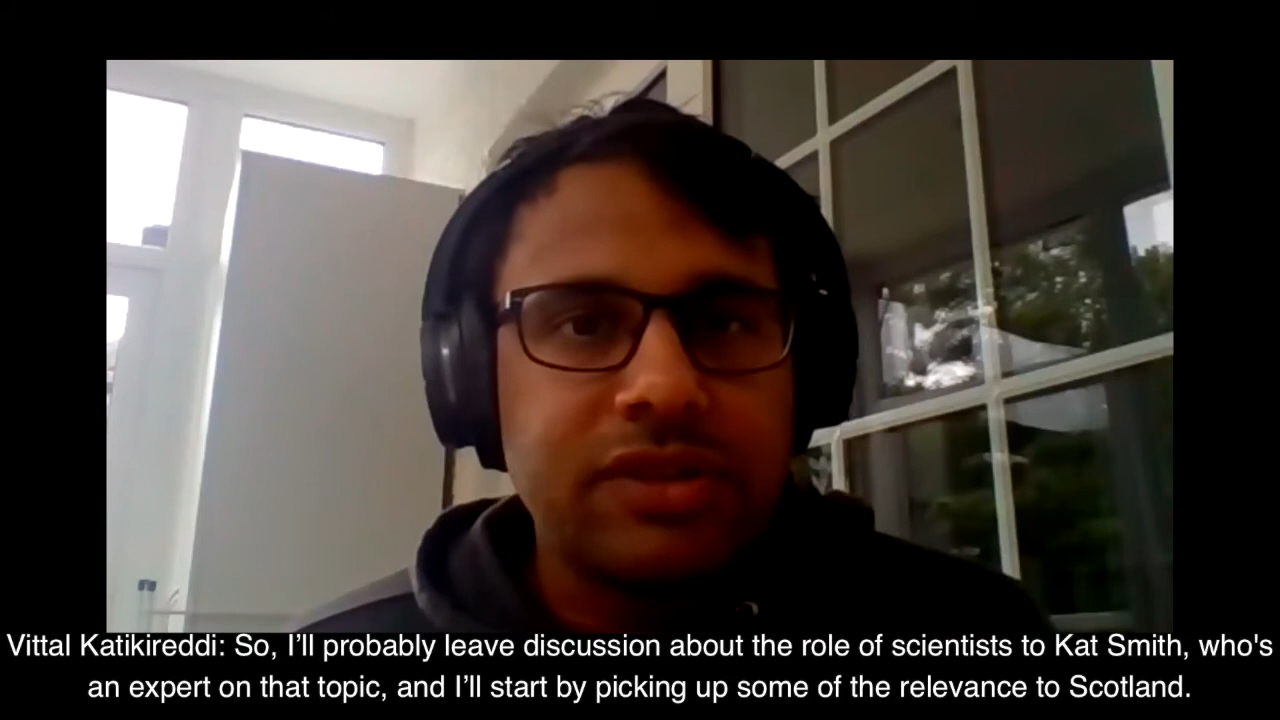 Vittal Katikireddi: So, I’ll probably leave discussion about the role of scientists to Kat Smith, who's
an expert on that topic, and I’ll start by picking up some of the relevance to Scotland.